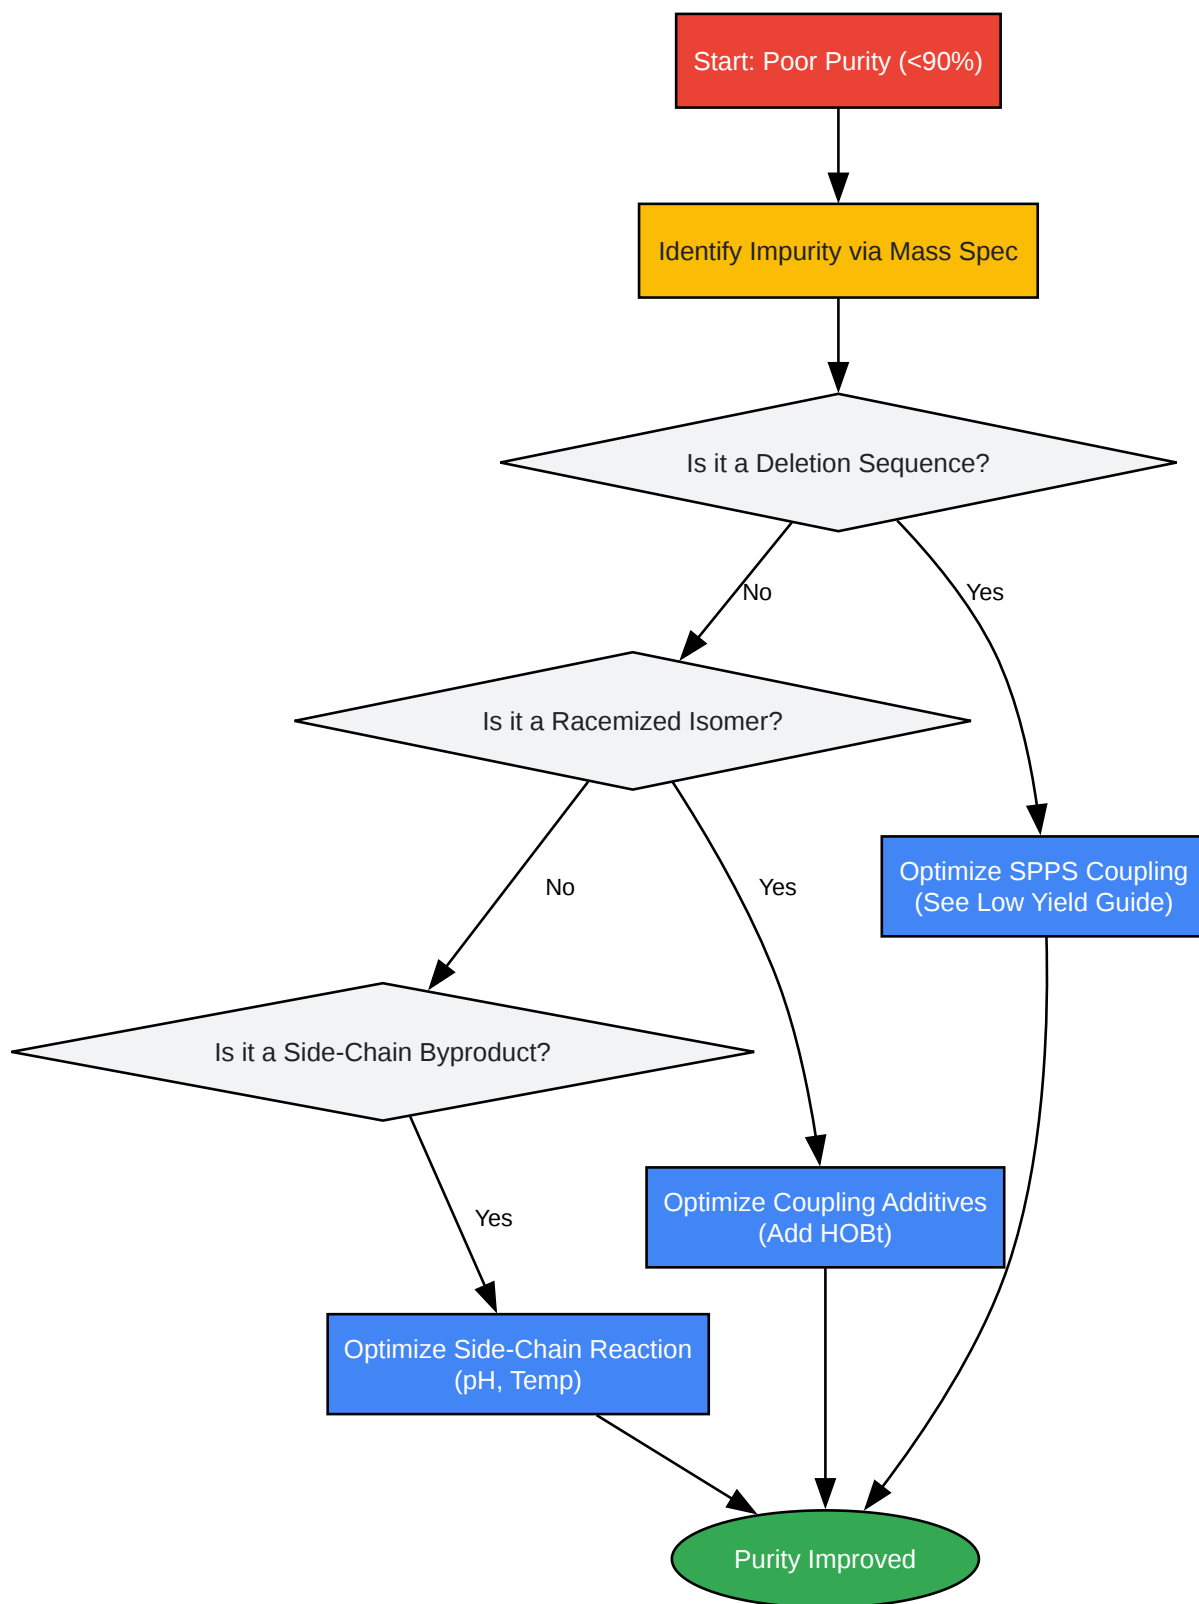 Start: Poor Purity (<90%)
Identify Impurity via Mass Spec
Is it a Deletion Sequence?
No
Yes
Is it a Racemized Isomer?
Optimize SPPS Coupling
(See Low Yield Guide)
No
Yes
Is it a Side-Chain Byproduct?
Optimize Coupling Additives
(Add HOBt)
Yes
Optimize Side-Chain Reaction
(pH, Temp)
Purity Improved